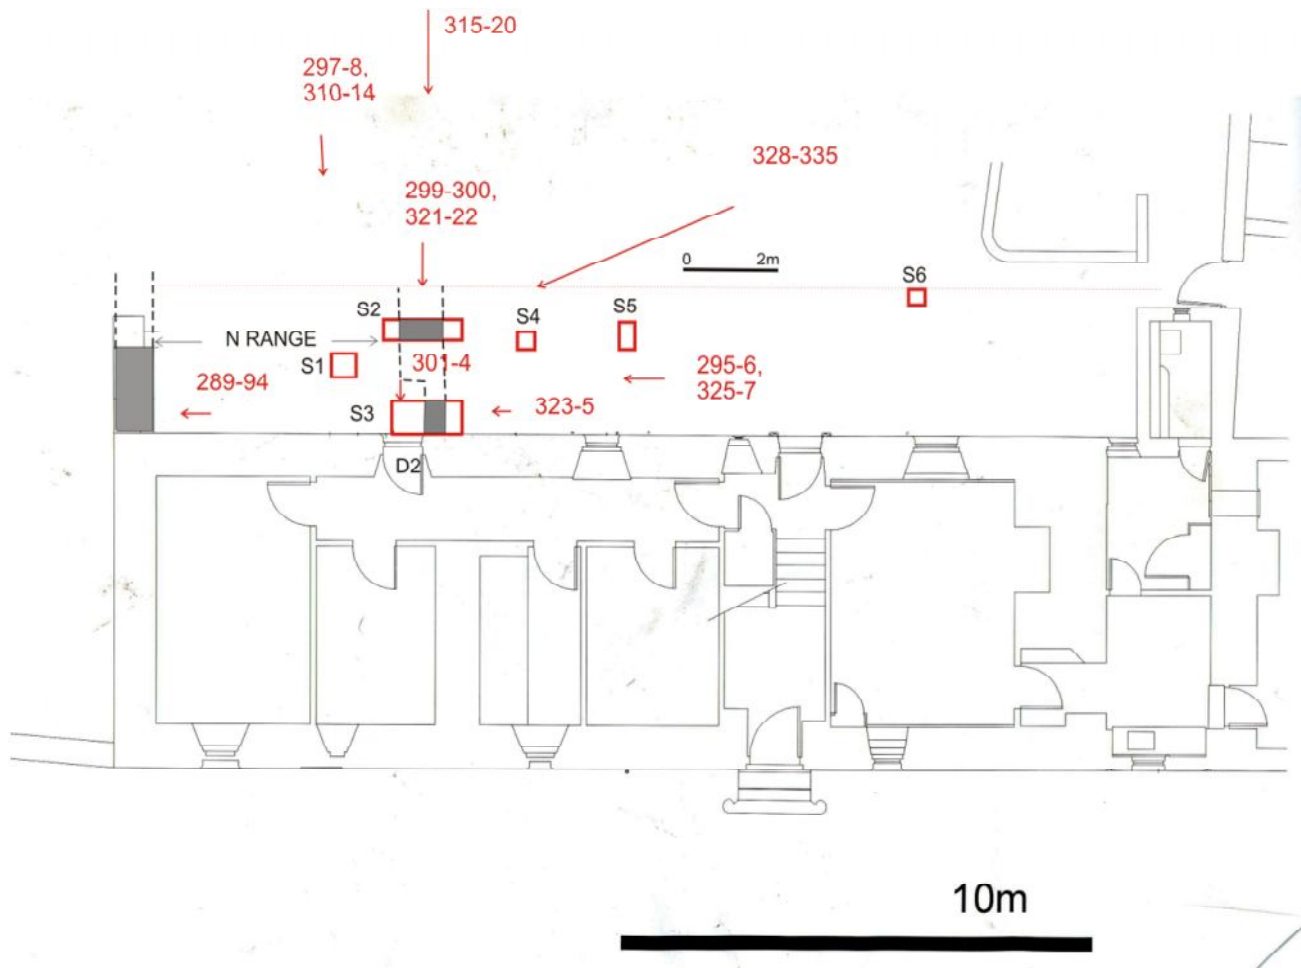 315-20
297-8,
310-14
328-335
299-300,
321-22
0 2m
S6
S2
S4
S5
N RANGE
S1
301-4
295-6,
325-7
289-94
S3
323-5
D2
10m